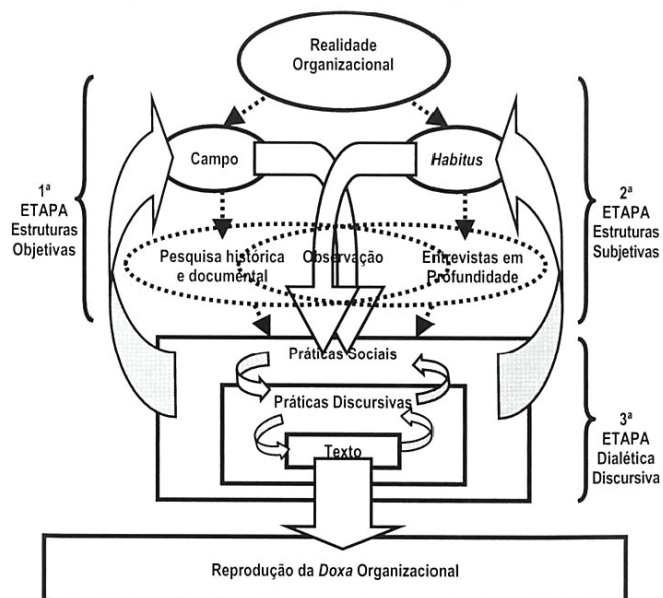 Realidade
Organizacional
Campo
Habitus
1ª
ETAPA
Estruturas
Objetivas
2ª
ETAPA
Estruturas
Subjetivas
Pesquisa histórica
e documental
Observação
Entrevistas em
Profundidade
Práticas Sociais
Práticas Discursivas
Texto
3ª
ETAPA
Dialética
Discursiva
Reprodução da Doxa Organizacional